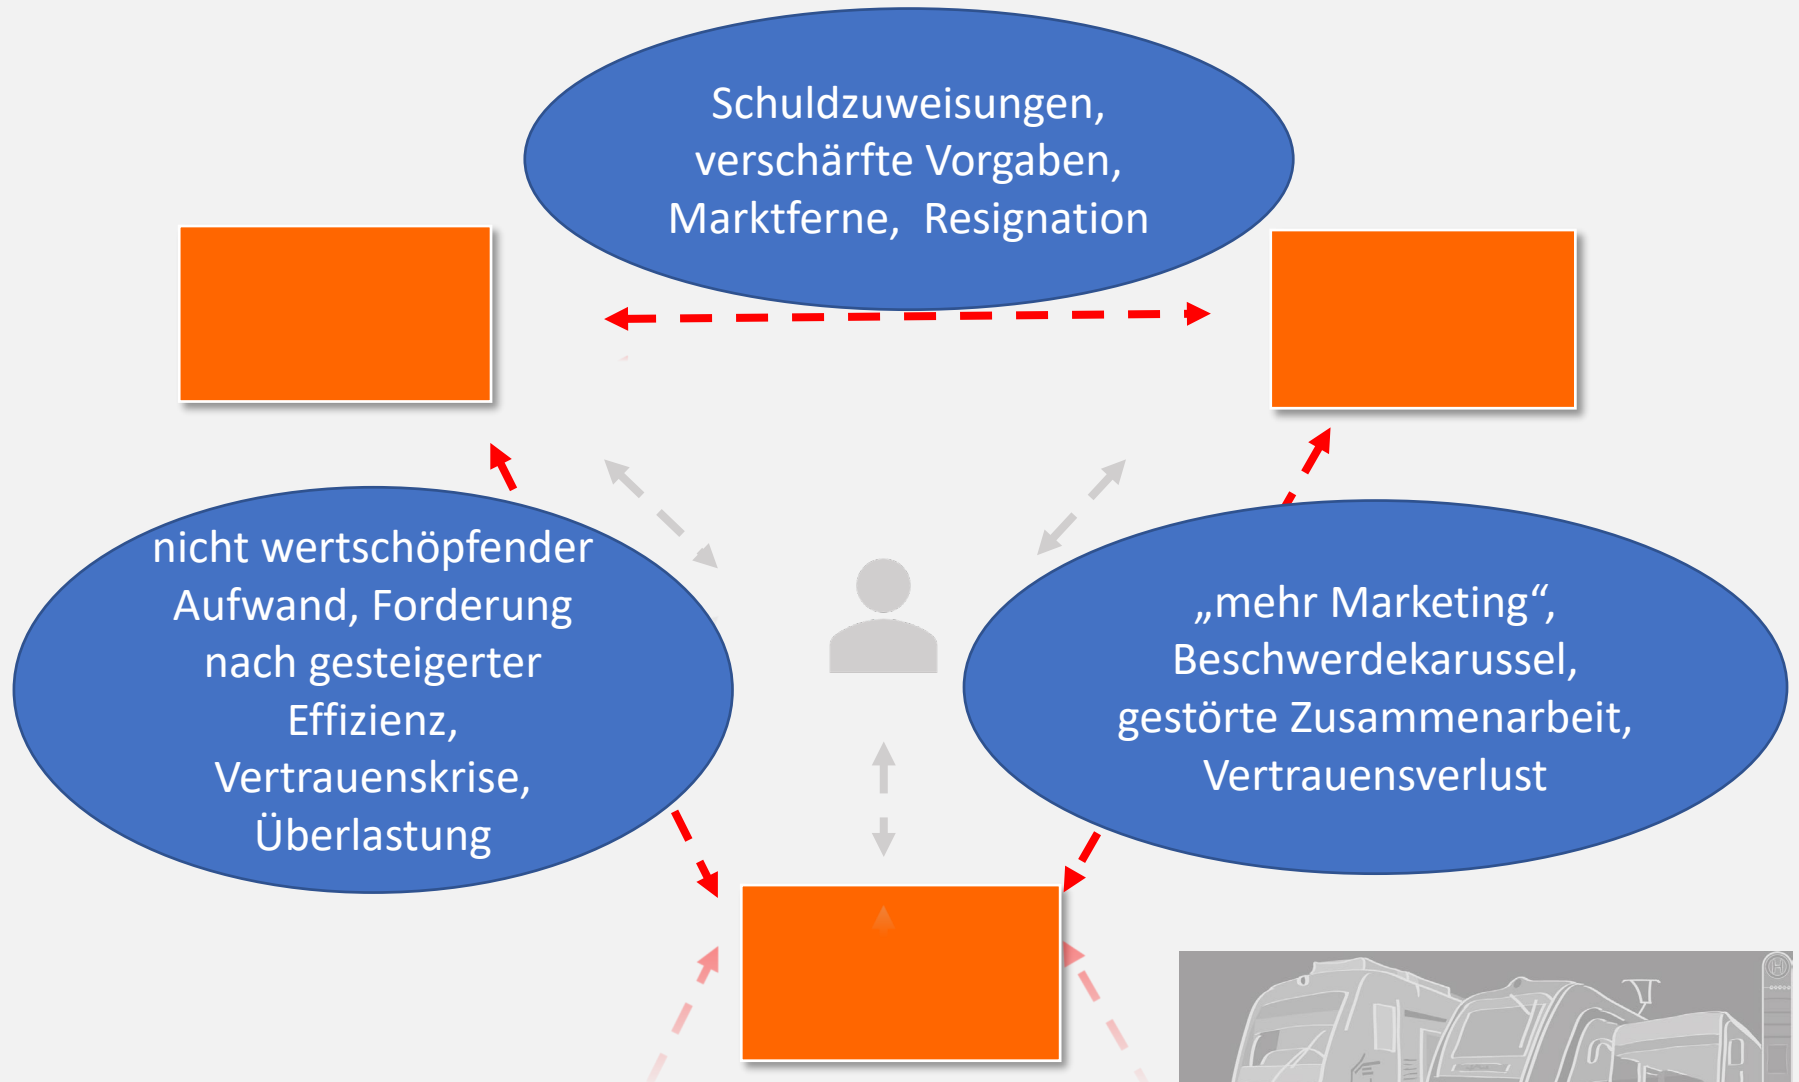 Schuldzuweisungen,
verschärfte Vorgaben,
Marktferne,  Resignation
nicht wertschöpfender
Aufwand, Forderung
nach gesteigerter
Effizienz,
Vertrauenskrise,
Überlastung
„mehr Marketing“,
Beschwerdekarussel,
gestörte Zusammenarbeit,
Vertrauensverlust
H